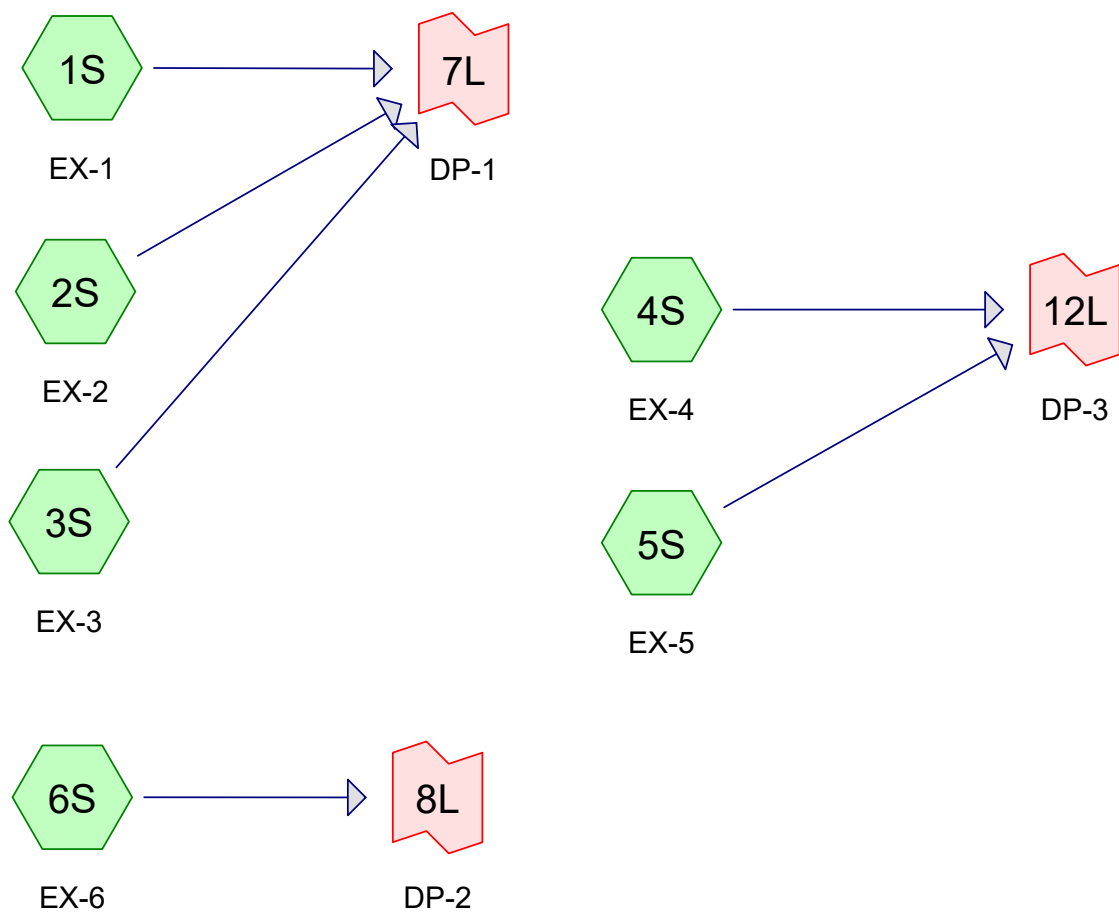 1S
EX-1
7L
DP-1
2S
EX-2
3S
EX-3
4S
EX-4
12L
DP-3
5S
EX-5
6S
EX-6
8L
DP-2